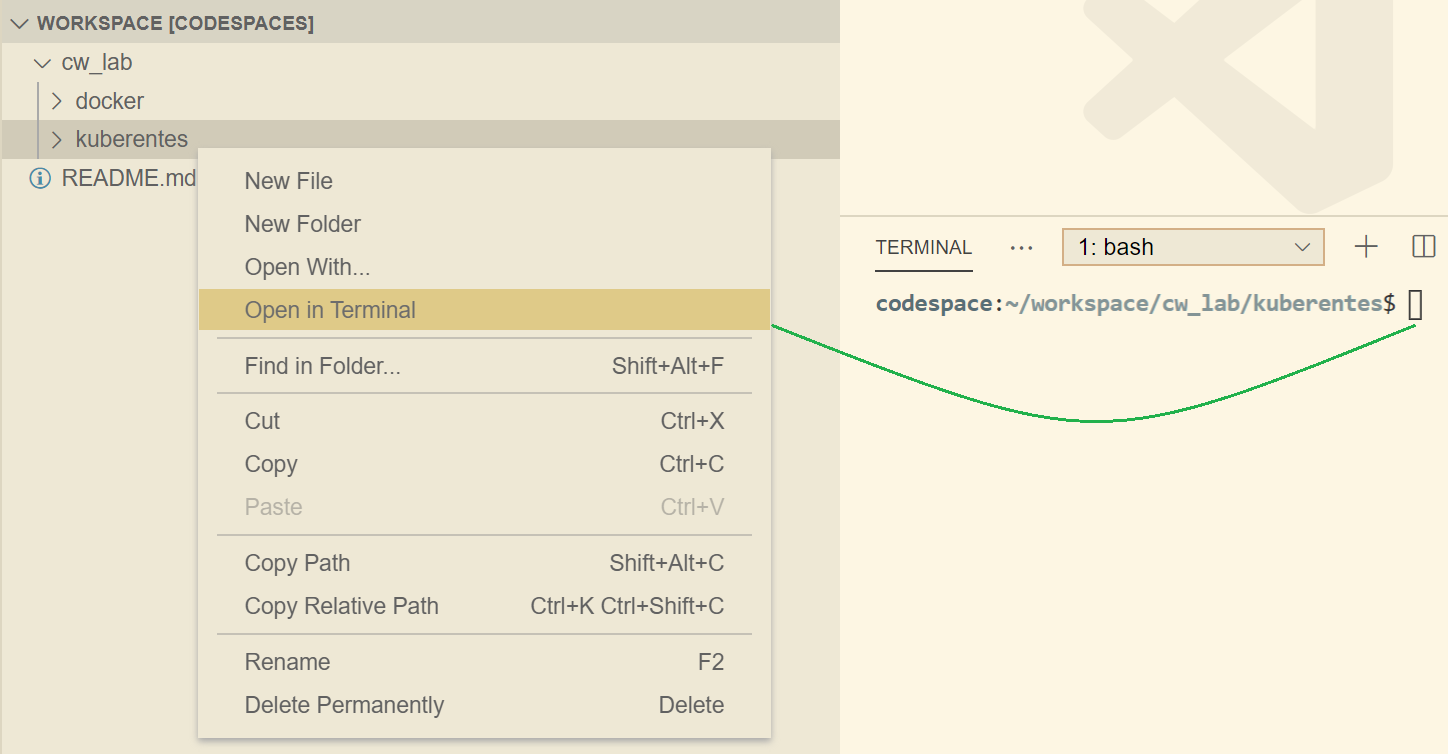 WORKSPACE [CODESPACES]
cw_lab
docker
kuberentes
README.md
New File
New Folder
Open With...
Open in Terminal
Find in Folder... Shift+Alt+F
Cut Ctrl+X
Copy Ctrl+C
Paste Ctrl+V
Copy Path Shift+Alt+C
Copy Relative Path Ctrl+K Ctrl+Shift+C
Rename F2
Delete Permanently Delete
TERMINAL ··· 1: bash
codespace:~/workspace/cw_lab/kuberentes$